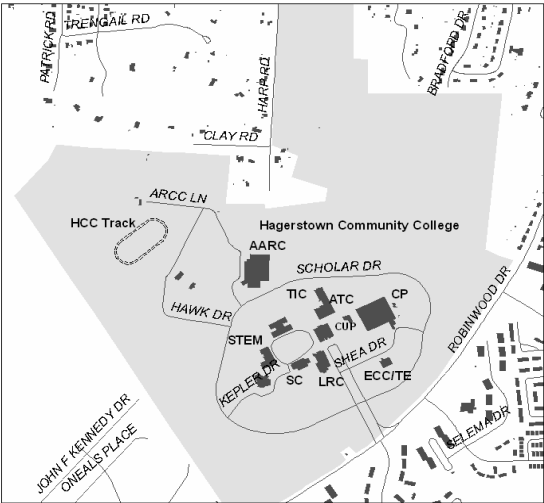 PATRICK RD
TRENGAIL RD
BRADFORD DR
HARP RD
CLAY RD
ARCC LN
HCC Track
Hagerstown Community College
AARC
SCHOLAR DR
TIC
ATC
CP
HAWK DR
CUP
ROBINWOOD DR
STEM
SHEA DR
KEPLER DR
SC
LRC
ECC/TE
SELEMA DR
JOHN F KENNEDY DR
ONEALS PLACE